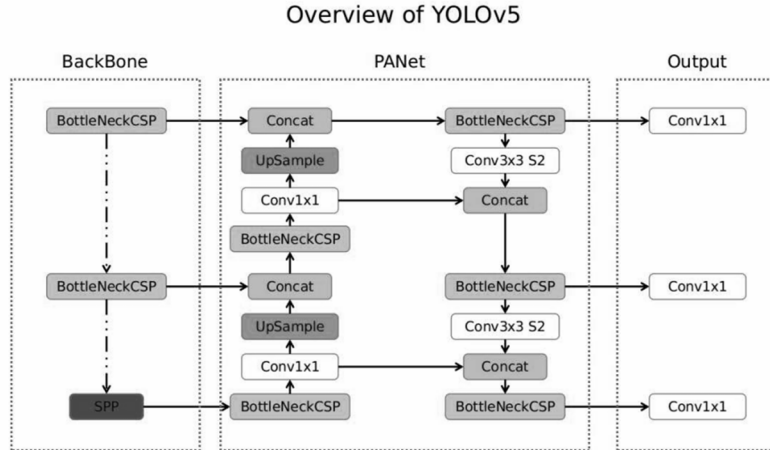 Overview of YOLOv5
BackBone PANet Output
BottleNeckCSP Concat BottleNeckCSP Conv1x1
UpSample Conv3x3 S2
Conv1x1 Concat
BottleNeckCSP
BottleNeckCSP Concat BottleNeckCSP Conv1x1
UpSample Conv3x3 S2
Conv1x1 Concat
SPP BottleNeckCSP BottleNeckCSP Conv1x1